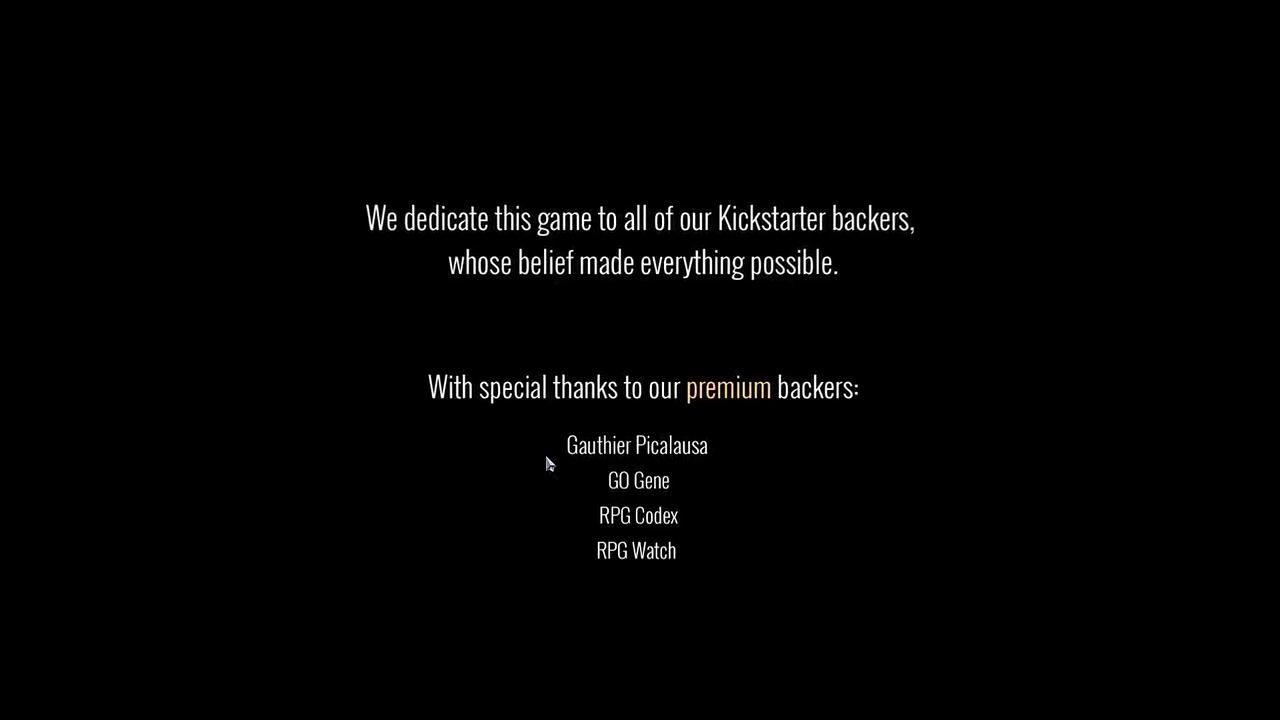 We dedicate this game to all of our Kickstarter backers,
whose belief made everything possible.
With special thanks to our premium backers:
Gauthier Picalausa
GO Gene
RPG Codex
RPG Watch